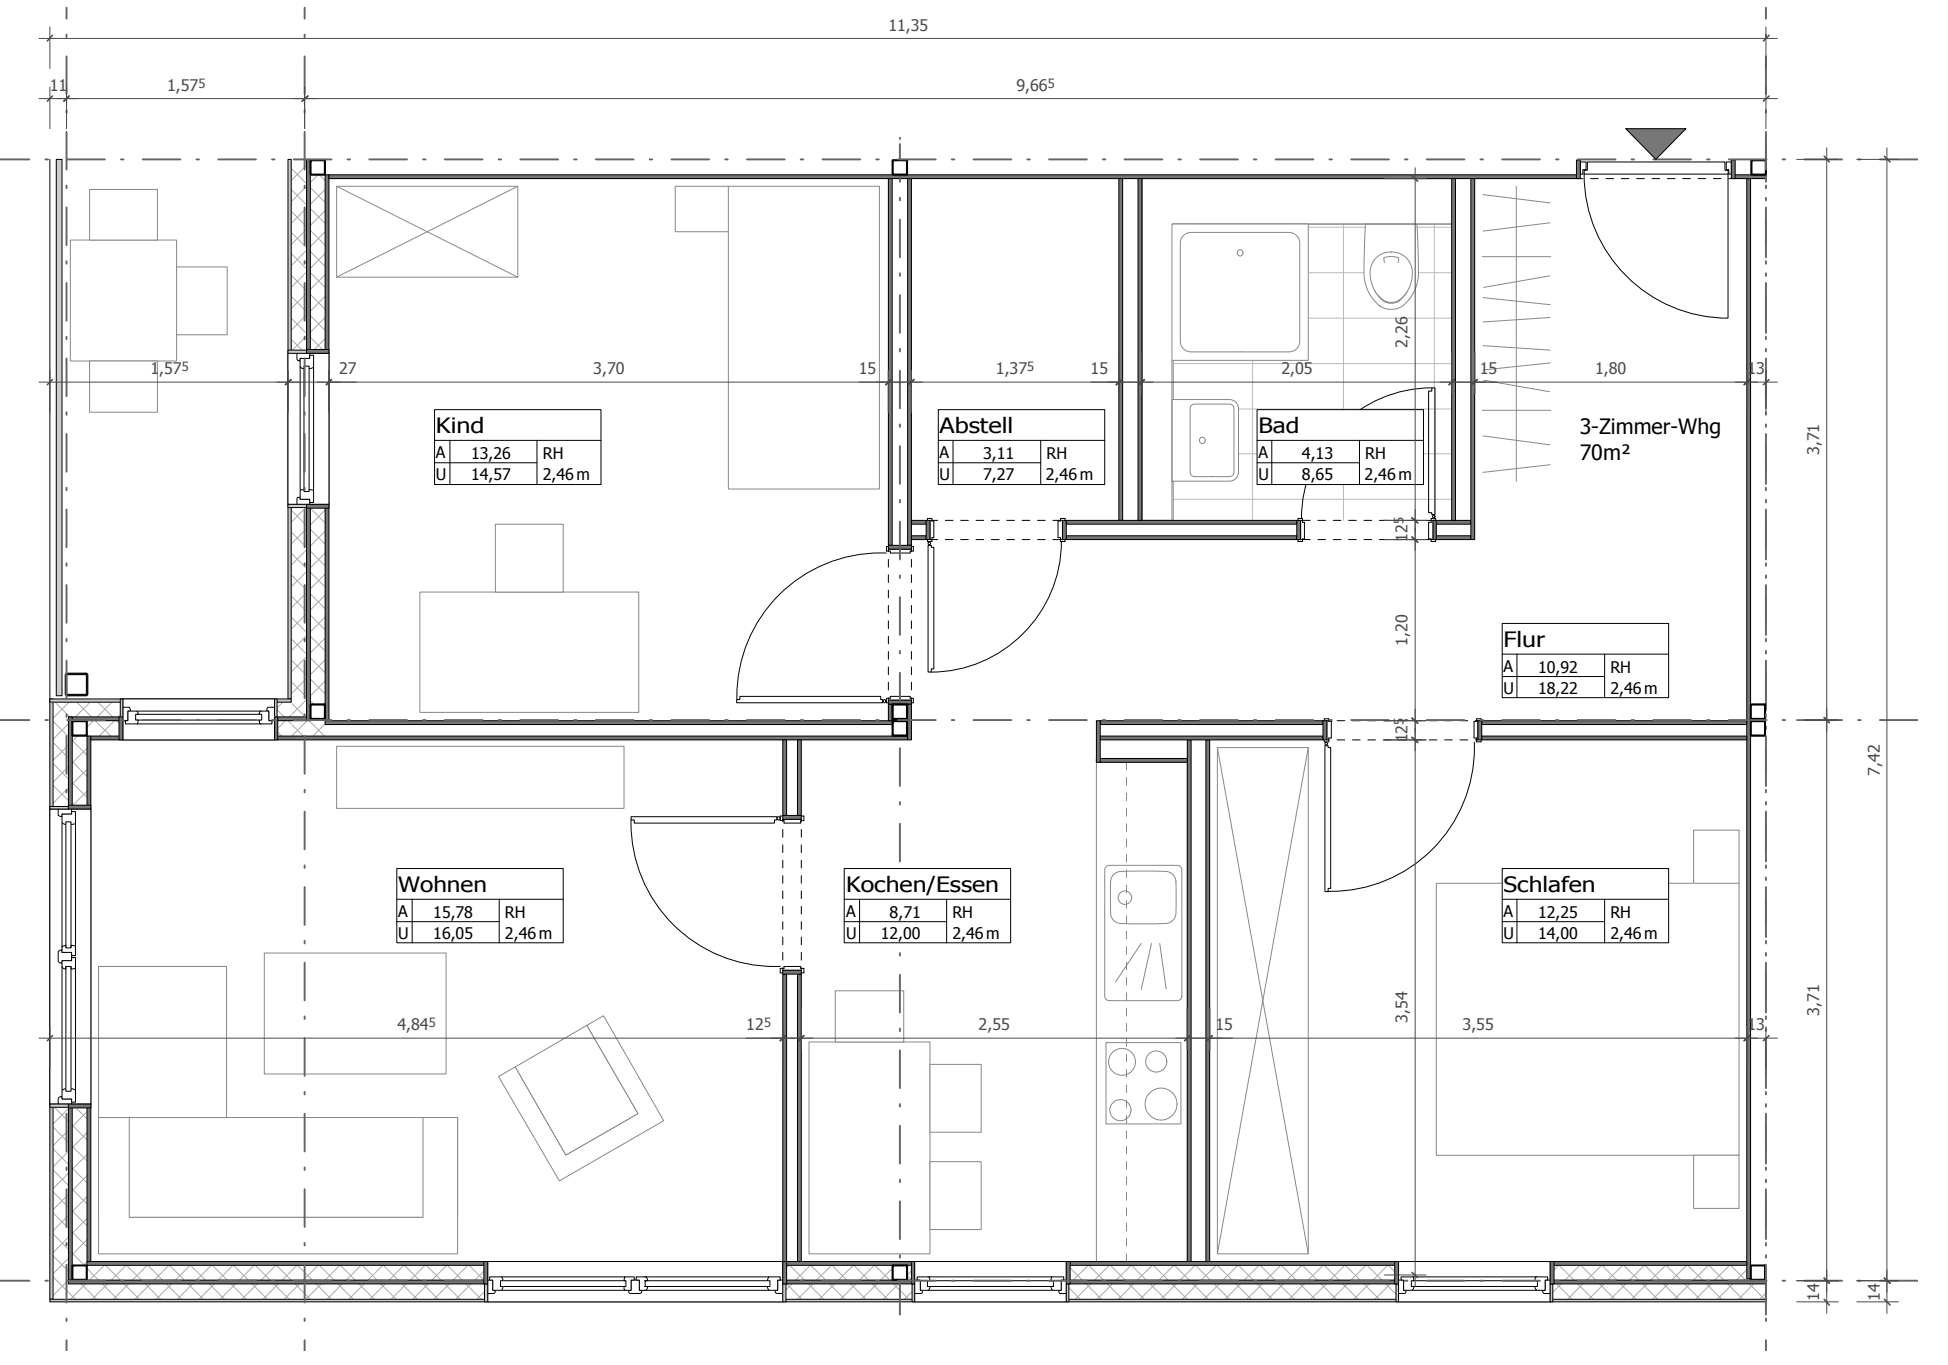 11,35
11
1,57⁵
9,66⁵
2,26
1,57⁵
27
3,70
15
1,37⁵
15
2,05
15
1,80
13
Kind
A 13,26 RH
U 14,57 2,46 m
Abstell
A 3,11 RH
U 7,27 2,46 m
Bad
A 4,13 RH
U 8,65 2,46 m
3-Zimmer-Whg
70m²
3,71
12⁵
1,20
Flur
A 10,92 RH
U 18,22 2,46 m
12⁵
7,42
Wohnen
A 15,78 RH
U 16,05 2,46 m
Kochen/Essen
A 8,71 RH
U 12,00 2,46 m
Schlafen
A 12,25 RH
U 14,00 2,46 m
3,54
3,71
4,84⁵
12⁵
2,55
15
3,55
13
14
14